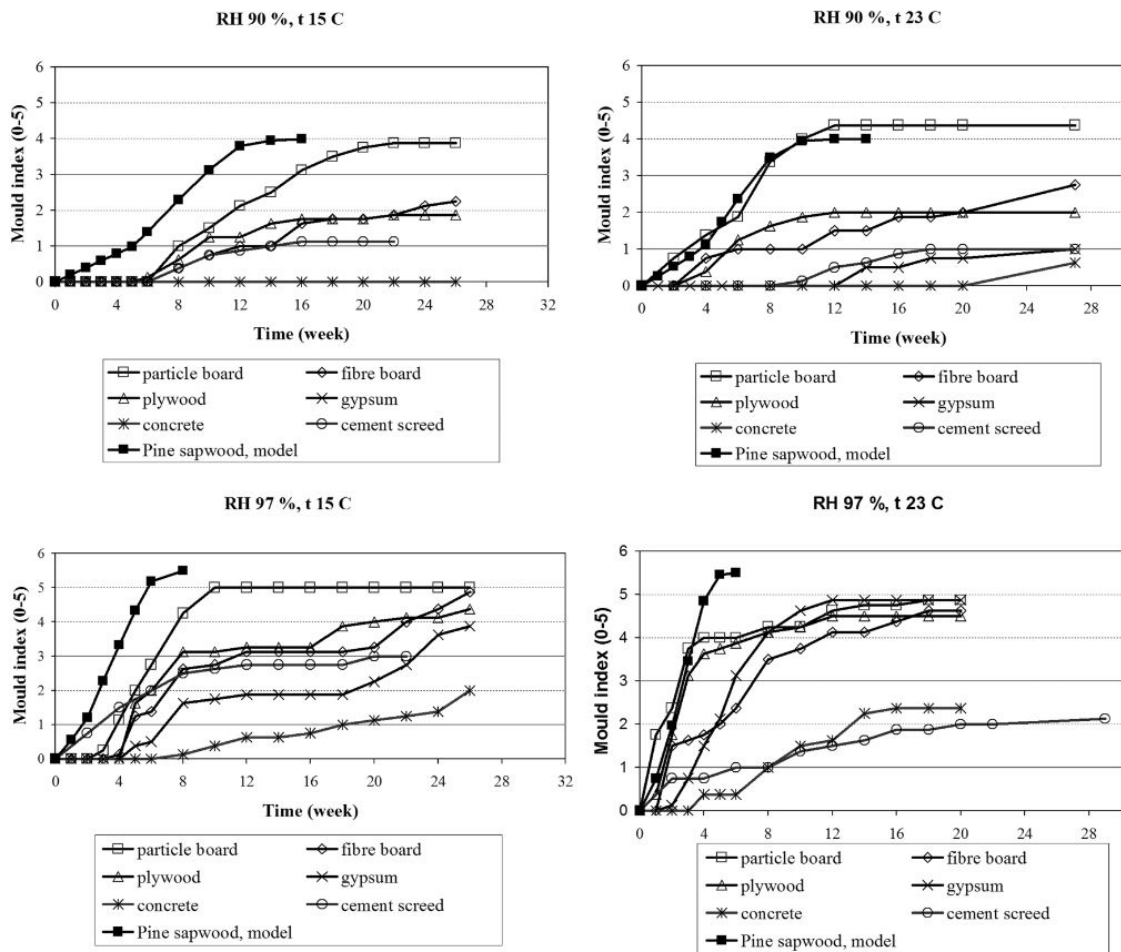 RH 90 %, t 15 C
6
5
4
3
2
1
0
Mould index (0-5)
0 4 8 12 16 20 24 28 32
Time (week)
particle board fibre board
plywood gypsum
concrete cement screed
Pine sapwood, model
RH 90 %, t 23 C
6
5
4
3
2
1
0
Mould index (0-5)
0 4 8 12 16 20 24 28
Time (week)
particle board fibre board
plywood gypsum
concrete cement screed
Pine sapwood, model
RH 97 %, t 15 C
6
5
4
3
2
1
0
Mould index (0-5)
0 4 8 12 16 20 24 28 32
Time (week)
particle board fibre board
plywood gypsum
concrete cement screed
Pine sapwood, model
RH 97 %, t 23 C
6
5
4
3
2
1
0
Mould index (0-5)
0 4 8 12 16 20 24 28
particle board fibre board
plywood gypsum
concrete cement screed
Pine sapwood, model